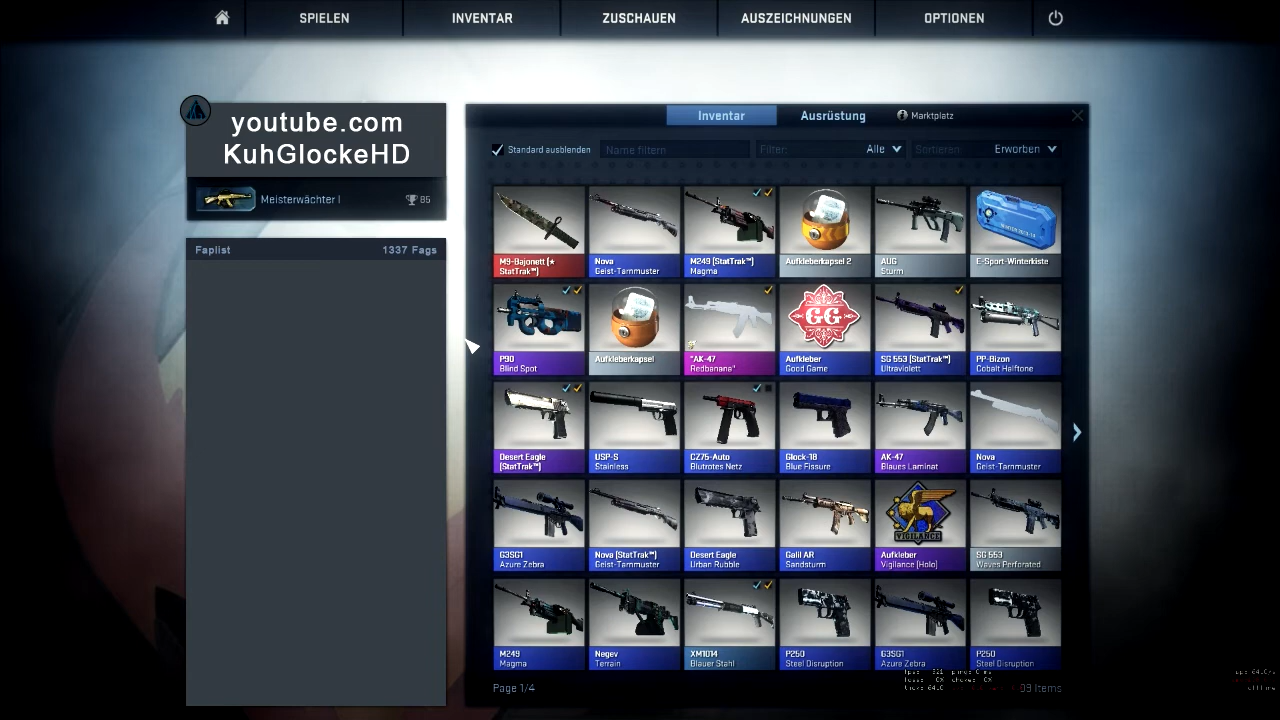 SPIELEN
INVENTAR
ZUSCHAUEN
AUSZEICHNUNGEN
OPTIONEN
youtube.com
KuhGlockeHD
Meisterwächter I
85
Faplist
1337 Fags
Inventar
Ausrüstung
Marktplatz
Standard ausblenden
Name filtern
Filter:
Alle
Sortieren:
Erworben
M9-Bajonett (★
StatTrak™)
Nova
Geist-Tarnmuster
M249 (StatTrak™)
Magma
Aufkleberkapsel 2
AUG
Sturm
E-Sport-Winterkiste
P90
Blind Spot
Aufkleberkapsel
"AK-47
Redbanana"
GG
Aufkleber
Good Game
SG 553 (StatTrak™)
Ultraviolett
PP-Bizon
Cobalt Halftone
Desert Eagle
(StatTrak™)
USP-S
Stainless
CZ75-Auto
Blutrotes Netz
Glock-18
Blue Fissure
AK-47
Blaues Laminat
Nova
Geist-Tarnmuster
G3SG1
Azure Zebra
Nova (StatTrak™)
Geist-Tarnmuster
Desert Eagle
Urban Rubble
Galil AR
Sandsturm
VIGILANCE
Aufkleber
Vigilance (Holo)
SG 553
Waves Perforated
M249
Magma
Negev
Terrain
XM1014
Blauer Stahl
P250
Steel Disruption
G3SG1
Azure Zebra
P250
Steel Disruption
Page 1/4
93 Items